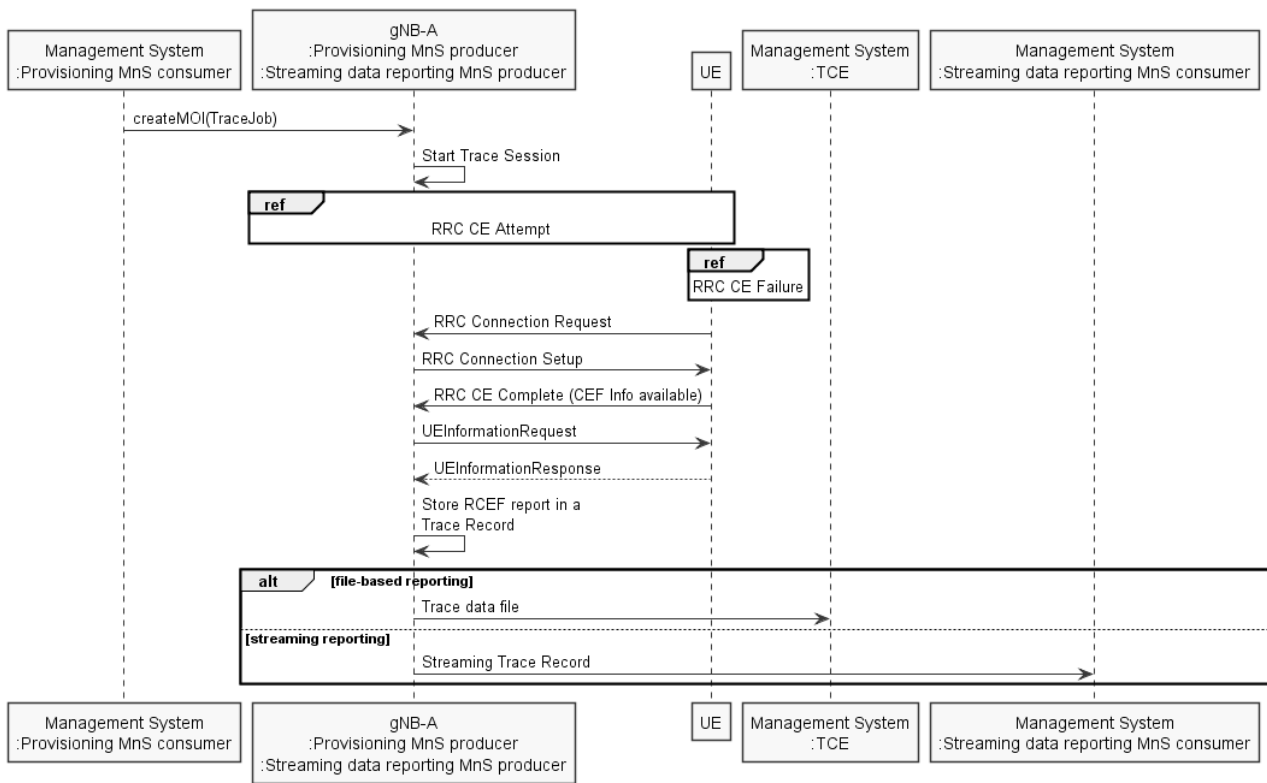 Management System
:Provisioning MnS consumer
gNB-A
:Provisioning MnS producer
:Streaming data reporting MnS producer
UE
Management System
:TCE
Management System
:Streaming data reporting MnS consumer
createMOI(TraceJob)
Start Trace Session
ref
RRC CE Attempt
ref
RRC CE Failure
RRC Connection Request
RRC Connection Setup
RRC CE Complete (CEF Info available)
UEInformationRequest
UEInformationResponse
Store RCEF report in a
Trace Record
alt [file-based reporting]
Trace data file
[streaming reporting]
Streaming Trace Record
Management System
:Provisioning MnS consumer
gNB-A
:Provisioning MnS producer
:Streaming data reporting MnS producer
UE
Management System
:TCE
Management System
:Streaming data reporting MnS consumer